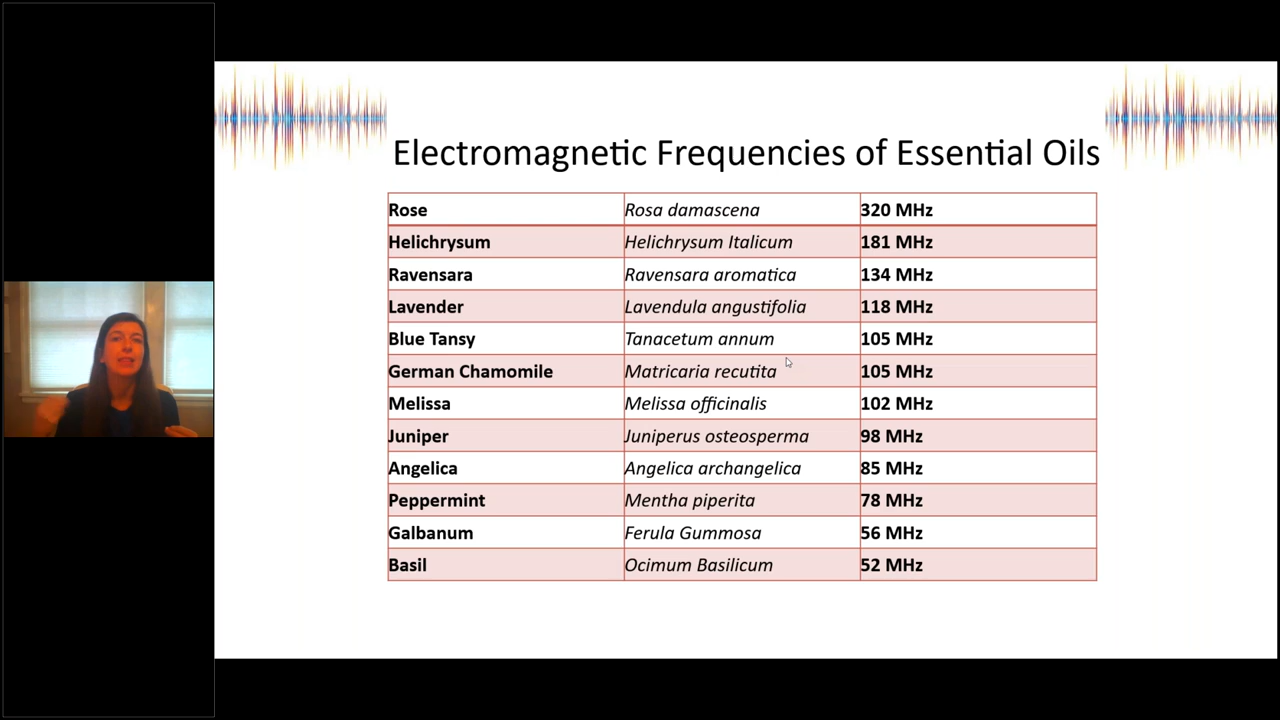 Electromagnetic Frequencies of Essential Oils
Rose Rosa damascena 320 MHz
Helichrysum Helichrysum Italicum 181 MHz
Ravensara Ravensara aromatica 134 MHz
Lavender Lavendula angustifolia 118 MHz
Blue Tansy Tanacetum annum 105 MHz
German Chamomile Matricaria recutita 105 MHz
Melissa Melissa officinalis 102 MHz
Juniper Juniperus osteosperma 98 MHz
Angelica Angelica archangelica 85 MHz
Peppermint Mentha piperita 78 MHz
Galbanum Ferula Gummosa 56 MHz
Basil Ocimum Basilicum 52 MHz